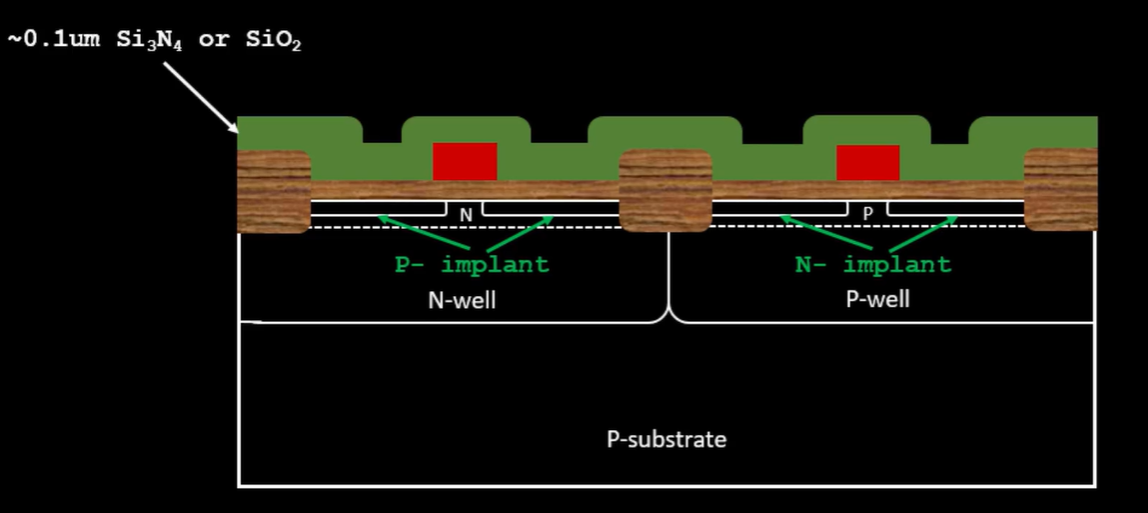 ~0.1um Si₃N₄ or SiO₂
N
P
P- implant
N- implant
N-well
P-well
P-substrate